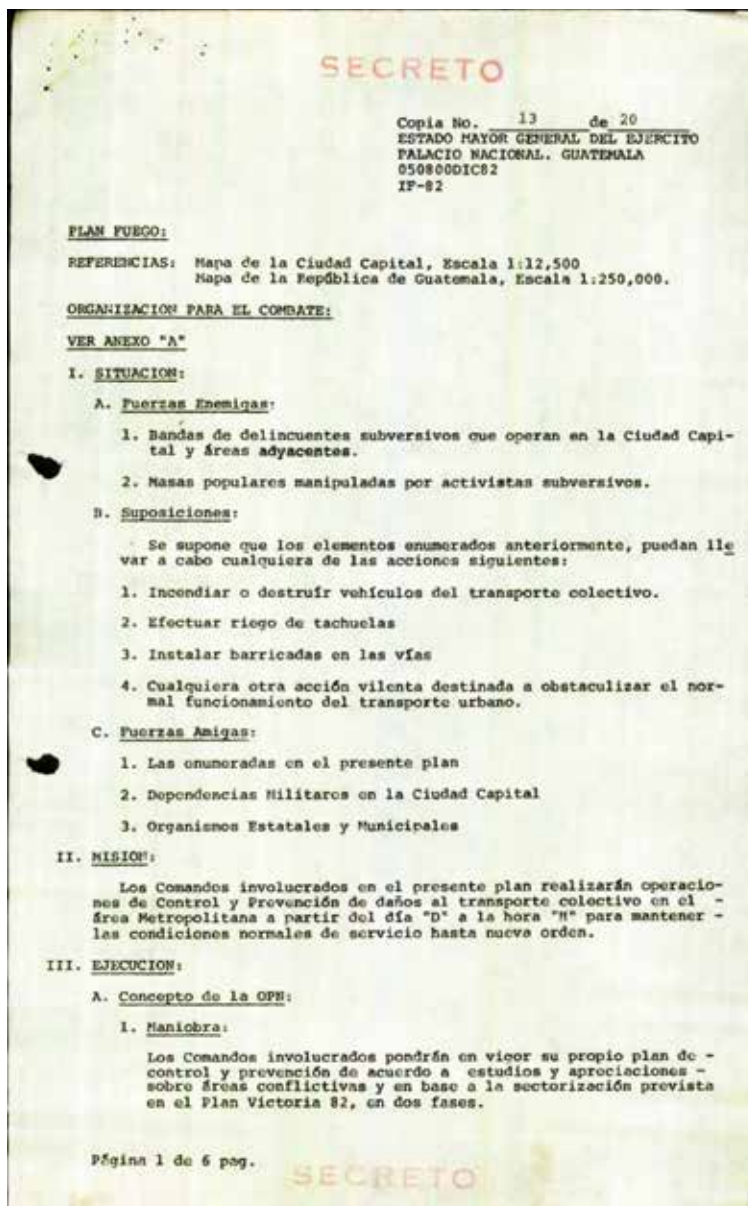 SECRETO
Copia No. 13 de 20
ESTADO MAYOR GENERAL DEL EJERCITO
PALACIO NACIONAL. GUATEMALA
050800DIC82
IF-82
PLAN FUEGO:
REFERENCIAS: Mapa de la Ciudad Capital, Escala 1:12,500
Mapa de la República de Guatemala, Escala 1:250,000.
ORGANIZACION PARA EL COMBATE:
VER ANEXO "A"
I. SITUACION:
A. Fuerzas Enemigas:
1. Bandas de delincuentes subversivos que operan en la Ciudad Capi-
tal y áreas adyacentes.
2. Masas populares manipuladas por activistas subversivos.
B. Suposiciones:
Se supone que los elementos enumerados anteriormente, puedan lle
var a cabo cualquiera de las acciones siguientes:
1. Incendiar o destruír vehículos del transporte colectivo.
2. Efectuar riego de tachuelas
3. Instalar barricadas en las vías
4. Cualquiera otra acción vilenta destinada a obstaculizar el nor-
mal funcionamiento del transporte urbano.
C. Fuerzas Amigas:
1. Las enumeradas en el presente plan
2. Dependencias Militares en la Ciudad Capital
3. Organismos Estatales y Municipales
II. MISION:
Los Comandos involucrados en el presente plan realizarán operacio-
nes de Control y Prevención de daños al transporte colectivo en el -
área Metropolitana a partir del día "D" a la hora "H" para mantener -
las condiciones normales de servicio hasta nueva orden.
III. EJECUCION:
A. Concepto de la OPN:
1. Maniobra:
Los Comandos involucrados pondrán en vigor su propio plan de -
control y prevención de acuerdo a estudios y apreciaciones -
sobre áreas conflictivas y en base a la sectorización prevista
en el Plan Victoria 82, en dos fases.
Página 1 de 6 pag.
SECRETO